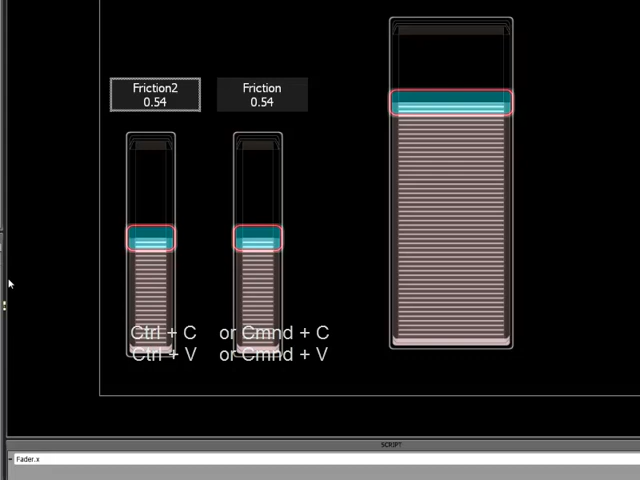 Friction2
0.54
Friction
0.54
Ctrl + C or Cmnd + C
Ctrl + V or Cmnd + V
SCRIPT
Fader.x